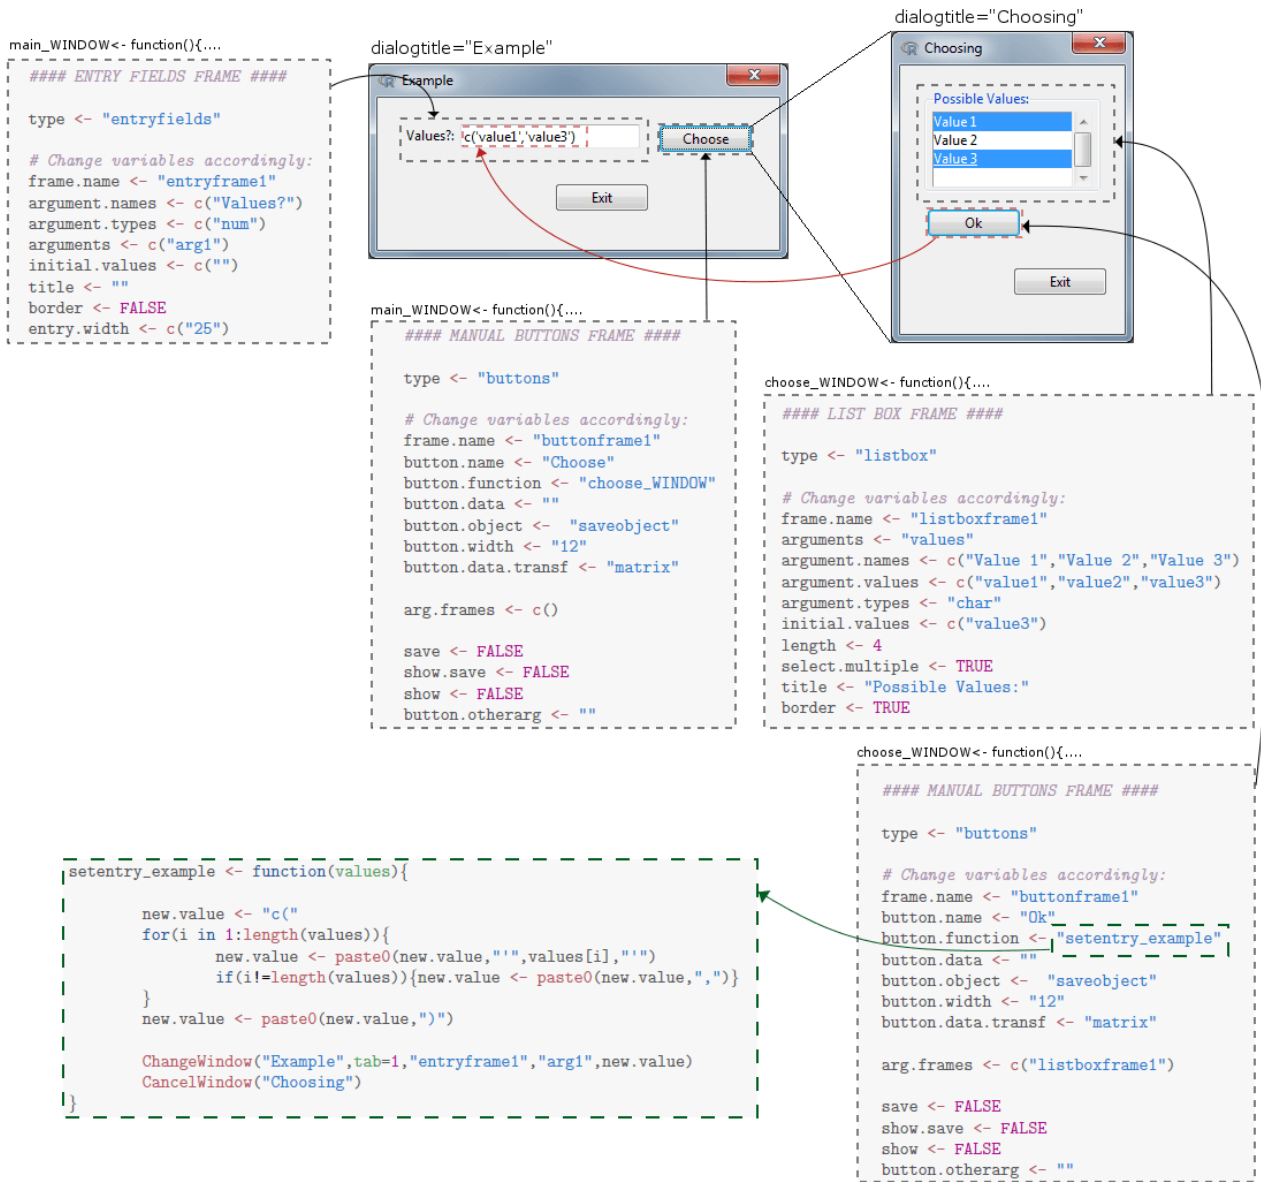 main_WINDOW<- function(){....
#### ENTRY FIELDS FRAME ####
type <- "entryfields"
# Change variables accordingly:
frame.name <- "entryframe1"
argument.names <- c("Values?")
argument.types <- c("num")
arguments <- c("arg1")
initial.values <- c("")
title <- ""
border <- FALSE
entry.width <- c("25")
dialogtitle="Example"
Example
Values?: c('value1','value3')
Choose
Exit
dialogtitle="Choosing"
Choosing
Possible Values:
Value 1
Value 2
Value 3
Ok
Exit
main_WINDOW<- function(){....
#### MANUAL BUTTONS FRAME ####
type <- "buttons"
# Change variables accordingly:
frame.name <- "buttonframe1"
button.name <- "Choose"
button.function <- "choose_WINDOW"
button.data <- ""
button.object <-  "saveobject"
button.width <- "12"
button.data.transf <- "matrix"
arg.frames <- c()
save <- FALSE
show.save <- FALSE
show <- FALSE
button.otherarg <- ""
choose_WINDOW<- function(){....
#### LIST BOX FRAME ####
type <- "listbox"
# Change variables accordingly:
frame.name <- "listboxframe1"
arguments <- "values"
argument.names <- c("Value 1","Value 2","Value 3")
argument.values <- c("value1","value2","value3")
argument.types <- "char"
initial.values <- c("value3")
length <- 4
select.multiple <- TRUE
title <- "Possible Values:"
border <- TRUE
choose_WINDOW<- function(){....
#### MANUAL BUTTONS FRAME ####
type <- "buttons"
# Change variables accordingly:
frame.name <- "buttonframe1"
button.name <- "Ok"
button.function <- "setentry_example"
button.data <- ""
button.object <-  "saveobject"
button.width <- "12"
button.data.transf <- "matrix"
arg.frames <- c("listboxframe1")
save <- FALSE
show.save <- FALSE
show <- FALSE
button.otherarg <- ""
setentry_example <- function(values){
new.value <- "c("
for(i in 1:length(values)){
new.value <- paste0(new.value,"'",values[i],"'")
if(i!=length(values)){new.value <- paste0(new.value,",")}
}
new.value <- paste0(new.value,")")
ChangeWindow("Example",tab=1,"entryframe1","arg1",new.value)
CancelWindow("Choosing")
}